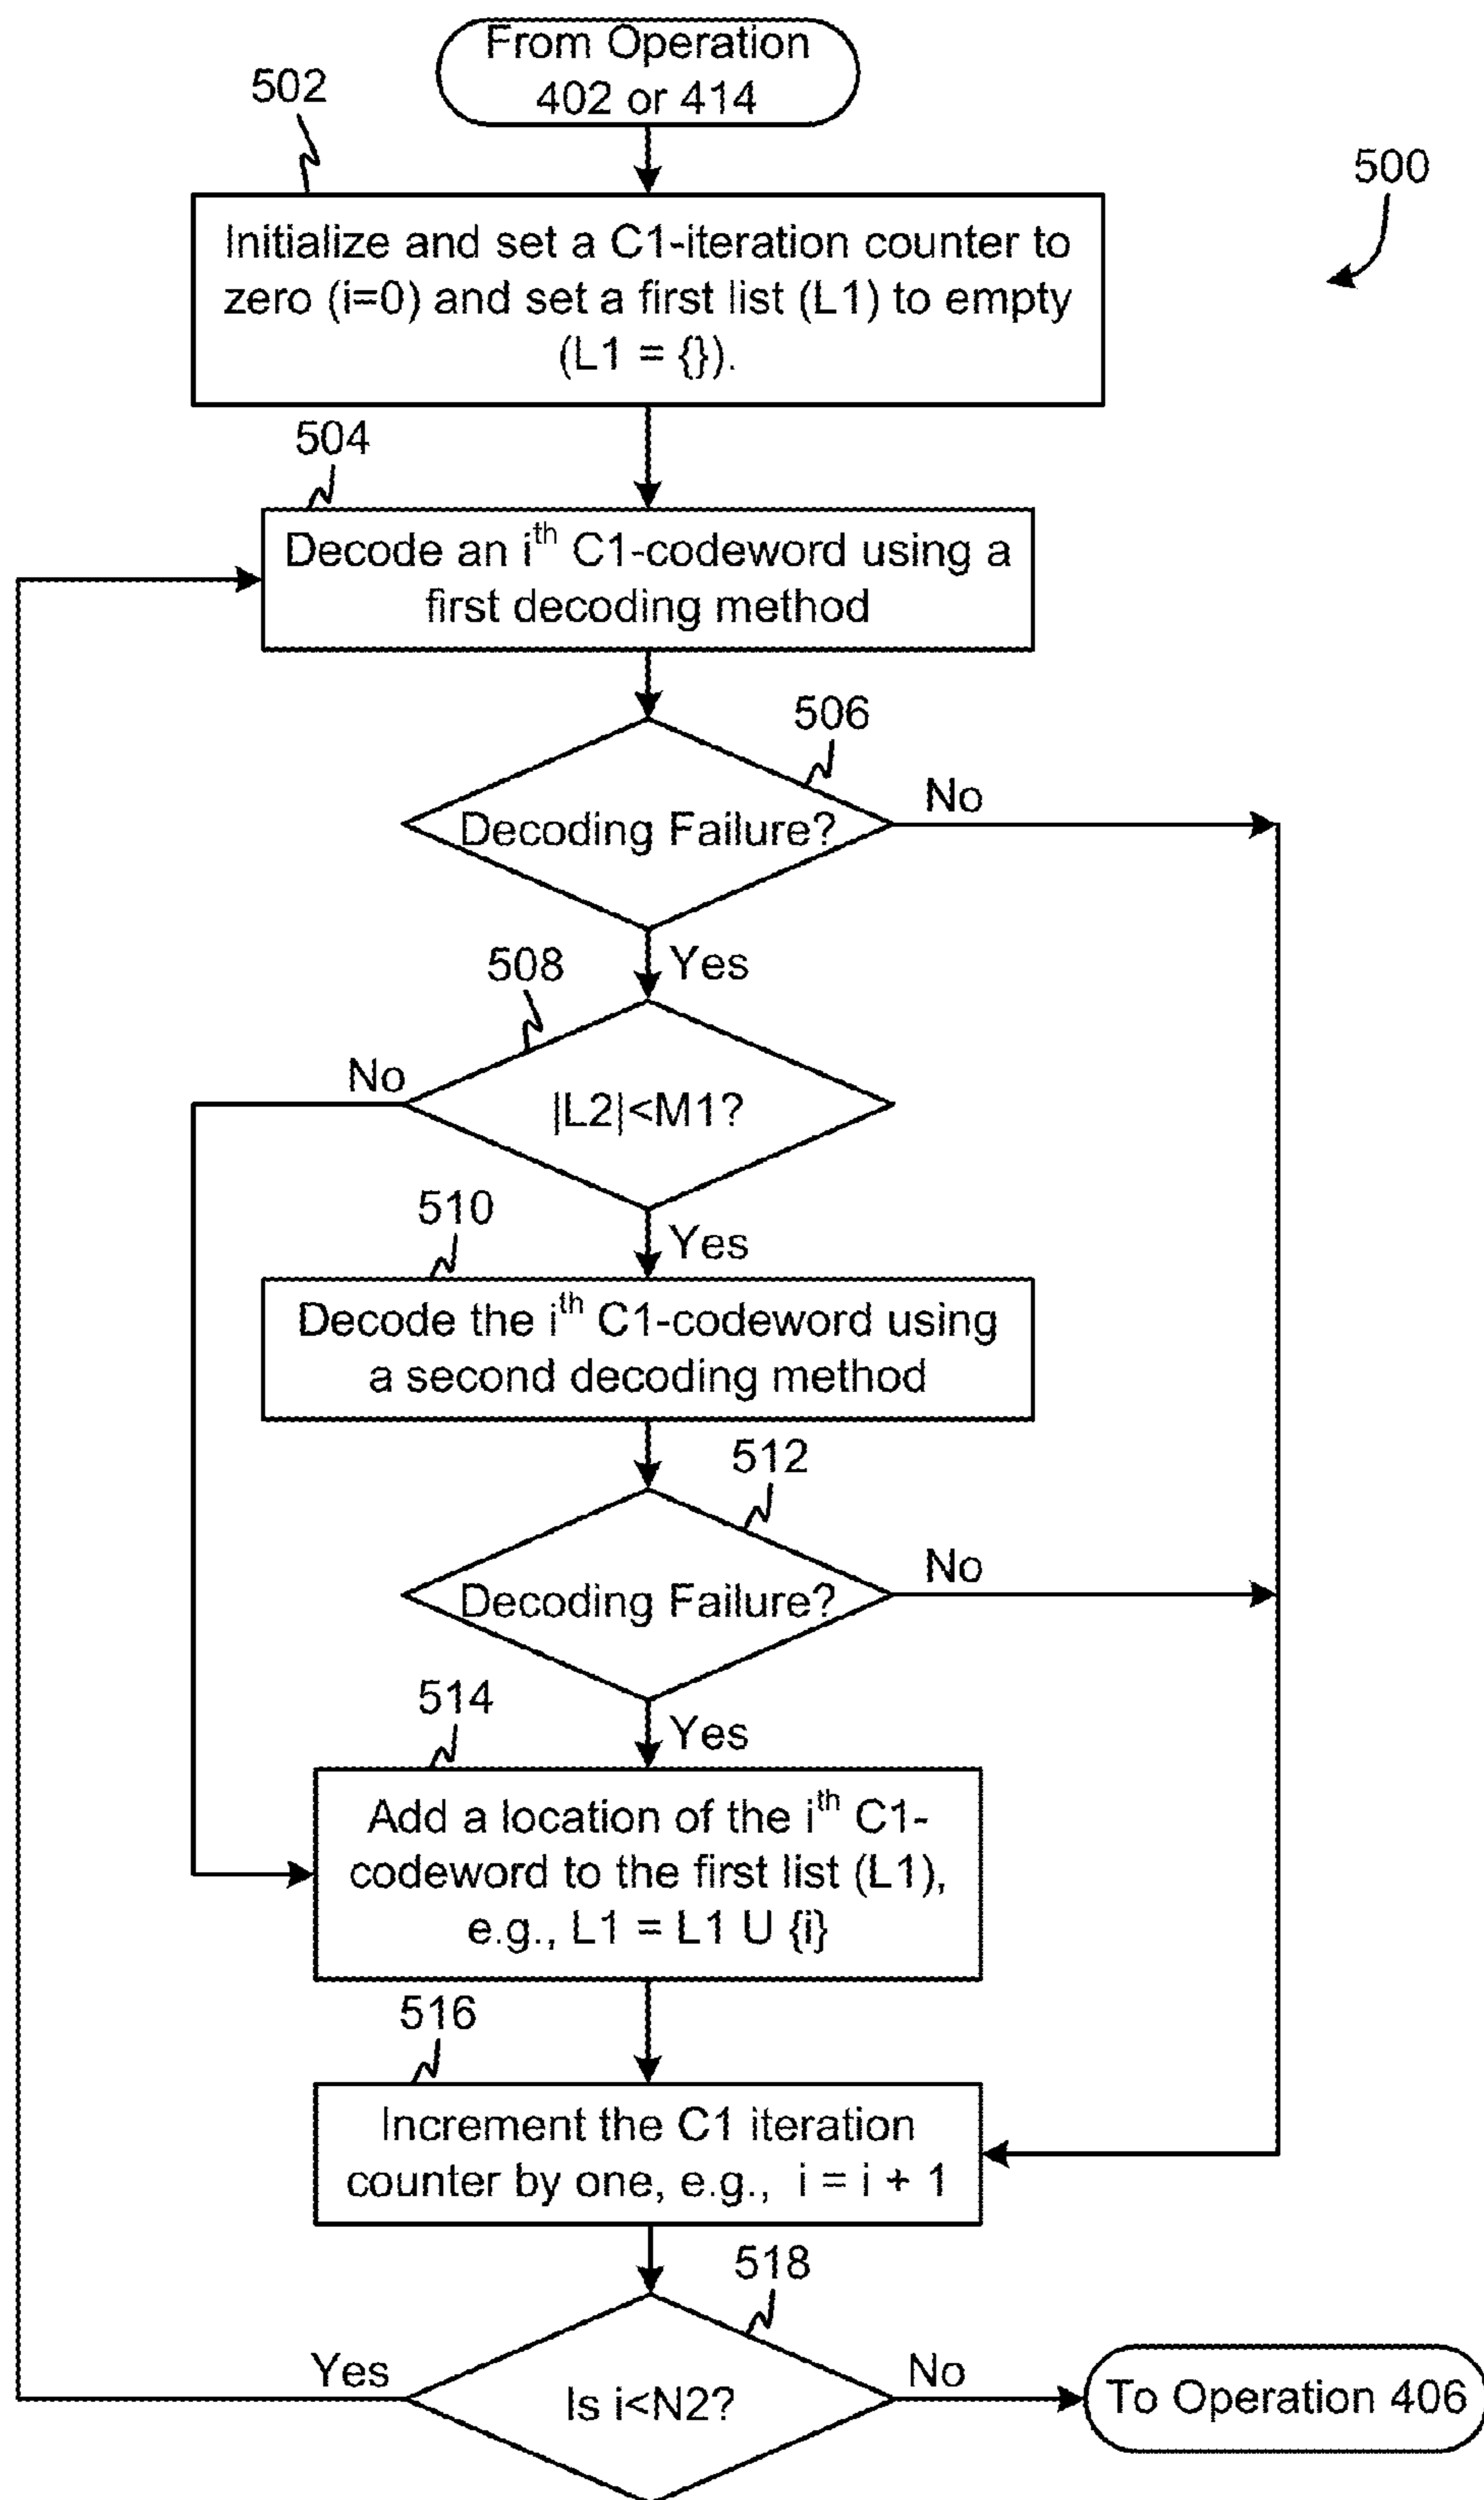 From Operation
402 or 414
502
500
Initialize and set a C1-iteration counter to
zero (i=0) and set a first list (L1) to empty
(L1 = {}).
504
Decode an ith C1-codeword using a
first decoding method
506
No
Decoding Failure?
Yes
508
No
|L2|<M1?
510
Yes
Decode the ith C1-codeword using
a second decoding method
512
No
Decoding Failure?
514
Yes
Add a location of the ith C1-
codeword to the first list (L1),
e.g., L1 = L1 U {i}
516
Increment the C1 iteration
counter by one, e.g., i = i + 1
518
Yes
No
Is i<N2?
To Operation 406